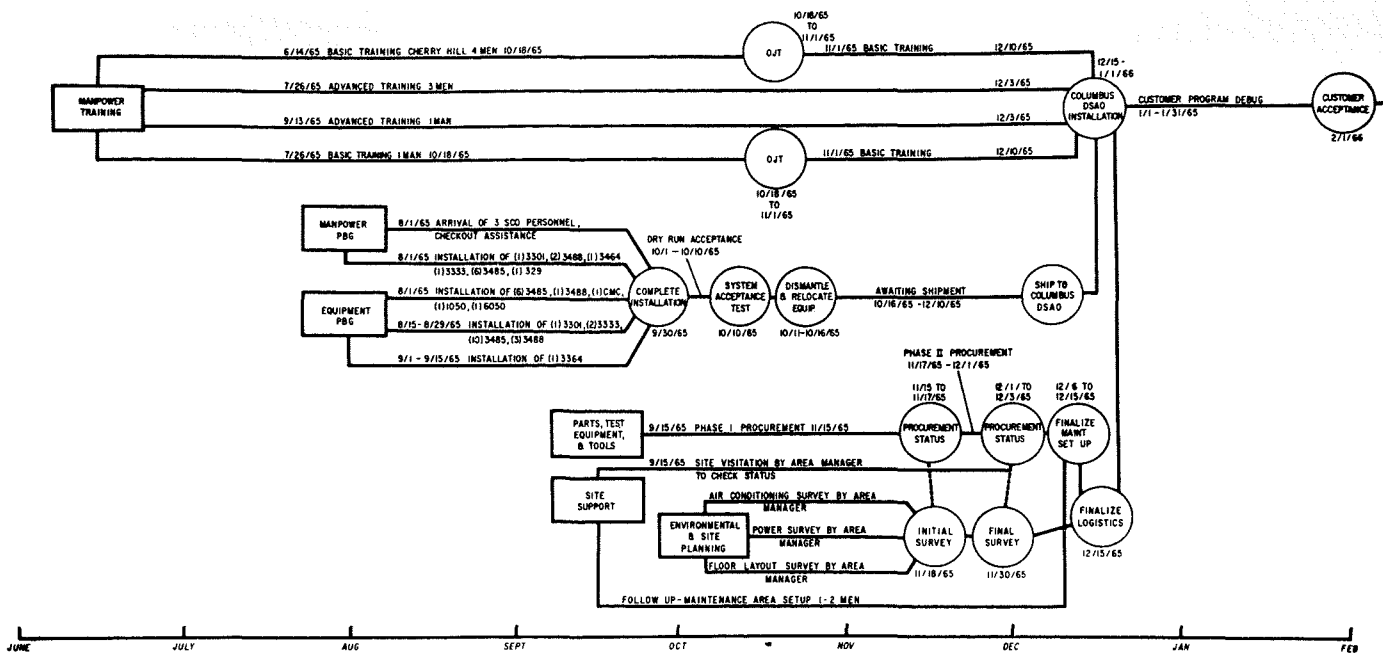 10/18/65
TO
11/1/65
6/14/65 BASIC TRAINING CHERRY HILL 4 MEN 10/18/65
OJT
11/1/65 BASIC TRAINING
12/10/65
12/15-
1/1/66
MANPOWER
TRAINING
7/26/65 ADVANCED TRAINING 3 MEN
12/3/65
COLUMBUS
DSAO
INSTALLATION
CUSTOMER PROGRAM DEBUG
1/1 - 1/31/65
CUSTOMER
ACCEPTANCE
2/1/66
9/13/65 ADVANCED TRAINING 1 MAN
12/3/65
7/26/65 BASIC TRAINING 1 MAN 10/18/65
OJT
11/1/65 BASIC TRAINING
12/10/65
10/18/65
TO
11/1/65
MANPOWER
PBG
8/1/65 ARRIVAL OF 3 SCO PERSONNEL,
CHECKOUT ASSISTANCE
8/1/65 INSTALLATION OF (1) 3301, (2) 3488, (1) 3464
(1) 3333, (6) 3485, (1) 329
DRY RUN ACCEPTANCE
10/1 - 10/10/65
EQUIPMENT
PBG
8/1/65 INSTALLATION OF (6) 3485, (1) 3488, (1) CMC,
(1) 1050, (1) 6050
8/15-8/29/65 INSTALLATION OF (1) 3301, (2) 3333,
(10) 3485, (3) 3488
9/1 - 9/15/65 INSTALLATION OF (1) 3364
COMPLETE
INSTALLATION
9/30/65
SYSTEM
ACCEPTANCE
TEST
10/10/65
DISMANTLE
& RELOCATE
EQUIP
10/11-10/16/65
AWAITING SHIPMENT
10/16/65 -12/10/65
SHIP TO
COLUMBUS
DSAO
PHASE II PROCUREMENT
11/17/65 -12/1/65
11/15 TO
11/17/65
12/1/ TO
12/3/65
12/6 TO
12/15/65
PARTS, TEST
EQUIPMENT,
& TOOLS
9/15/65 PHASE I PROCUREMENT 11/15/65
PROCUREMENT
STATUS
PROCUREMENT
STATUS
FINALIZE
MAINT
SET UP
9/15/65 SITE VISITATION BY AREA MANAGER
TO CHECK STATUS
SITE
SUPPORT
AIR CONDITIONING SURVEY BY AREA
MANAGER
ENVIRONMENTAL
& SITE
PLANNING
POWER SURVEY BY AREA
MANAGER
FLOOR LAYOUT SURVEY BY AREA
MANAGER
INITIAL
SURVEY
11/18/65
FINAL
SURVEY
11/30/65
FINALIZE
LOGISTICS
12/15/65
FOLLOW UP-MAINTENANCE AREA SETUP 1-2 MEN
JUNE JULY AUG SEPT OCT NOV DEC JAN FEB